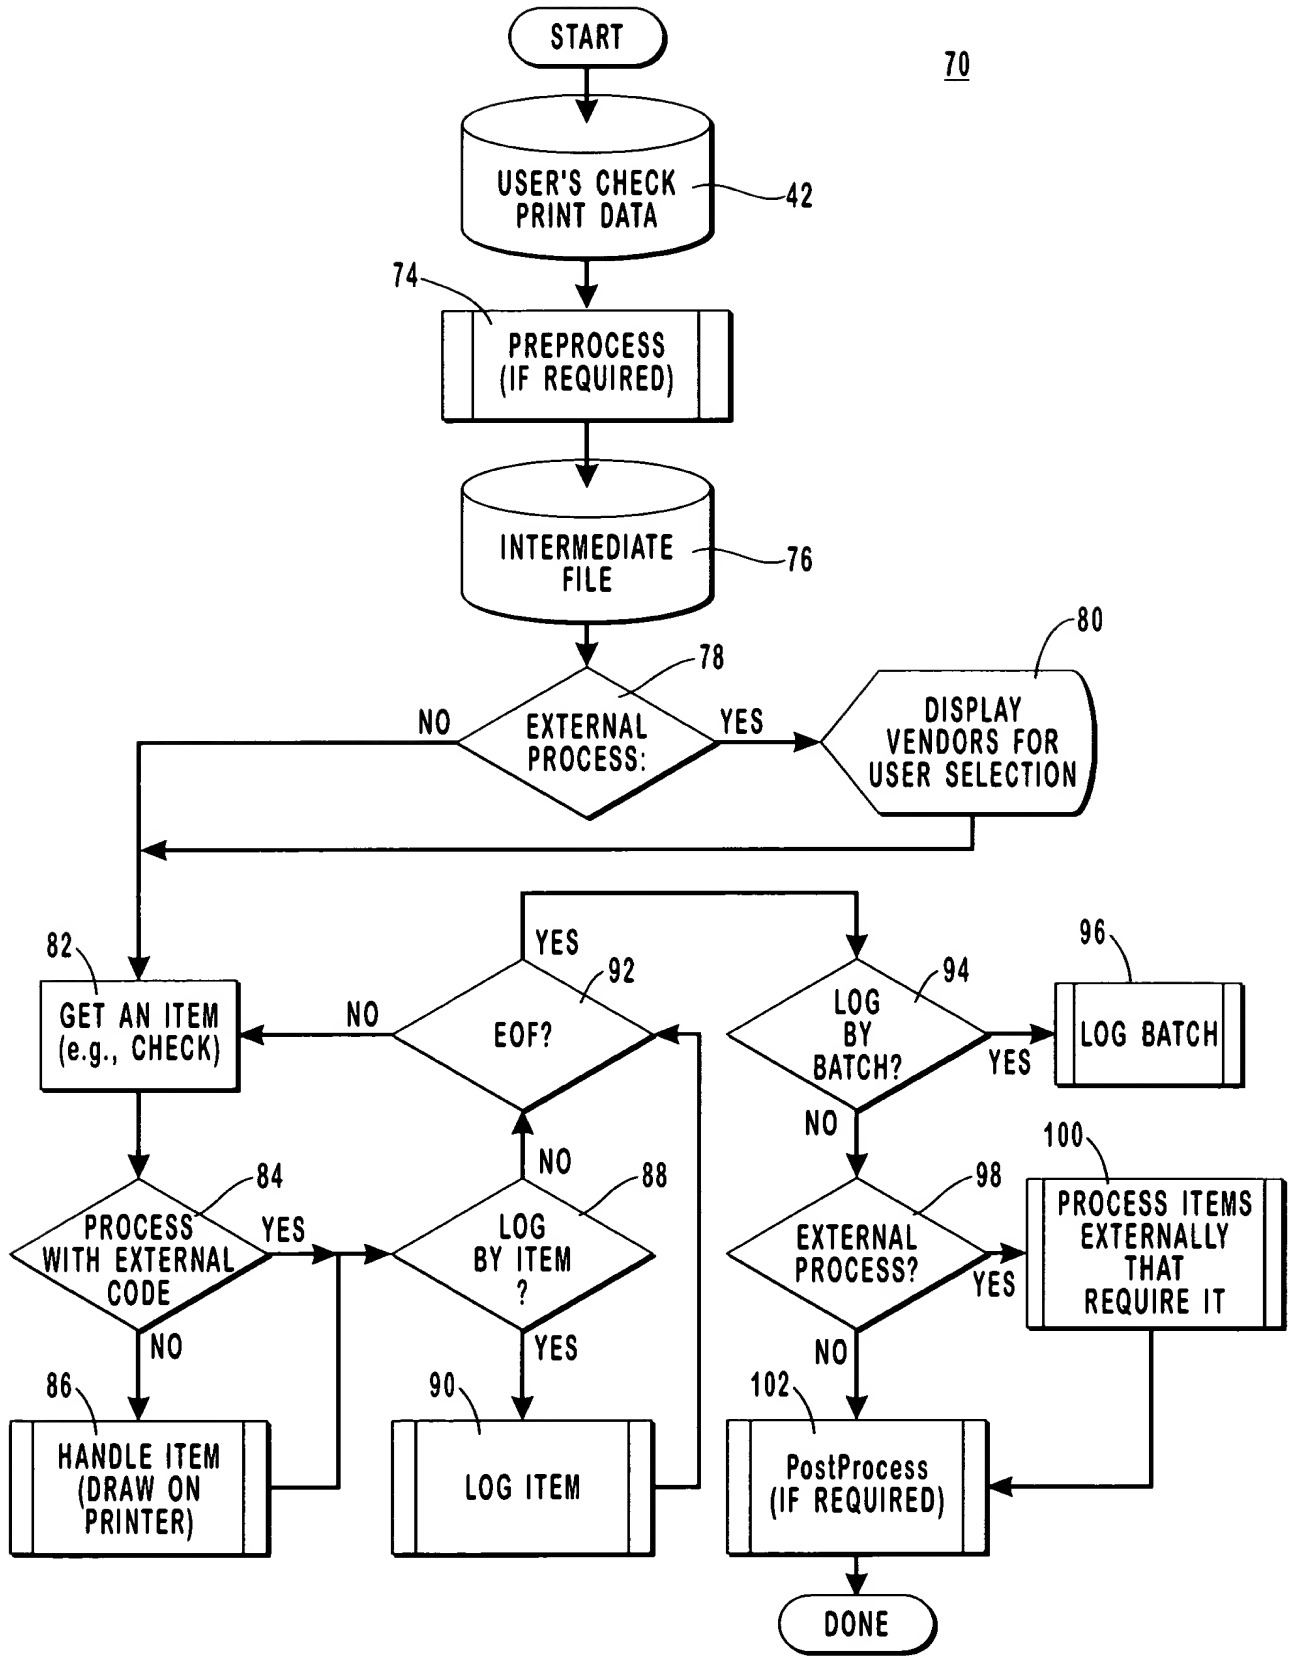 START
70
USER'S CHECK
PRINT DATA
42
74
PREPROCESS
(IF REQUIRED)
INTERMEDIATE
FILE
76
78
80
NO
EXTERNAL
PROCESS:
YES
DISPLAY
VENDORS FOR
USER SELECTION
82
GET AN ITEM
(e.g., CHECK)
NO
YES
92
EOF?
94
LOG
BY
BATCH?
YES
NO
96
LOG BATCH
84
PROCESS
WITH EXTERNAL
CODE
YES
NO
NO
88
LOG
BY ITEM
?
YES
98
EXTERNAL
PROCESS?
YES
NO
100
PROCESS ITEMS
EXTERNALLY
THAT
REQUIRE IT
86
HANDLE ITEM
(DRAW ON
PRINTER)
90
LOG ITEM
102
PostProcess
(IF REQUIRED)
DONE